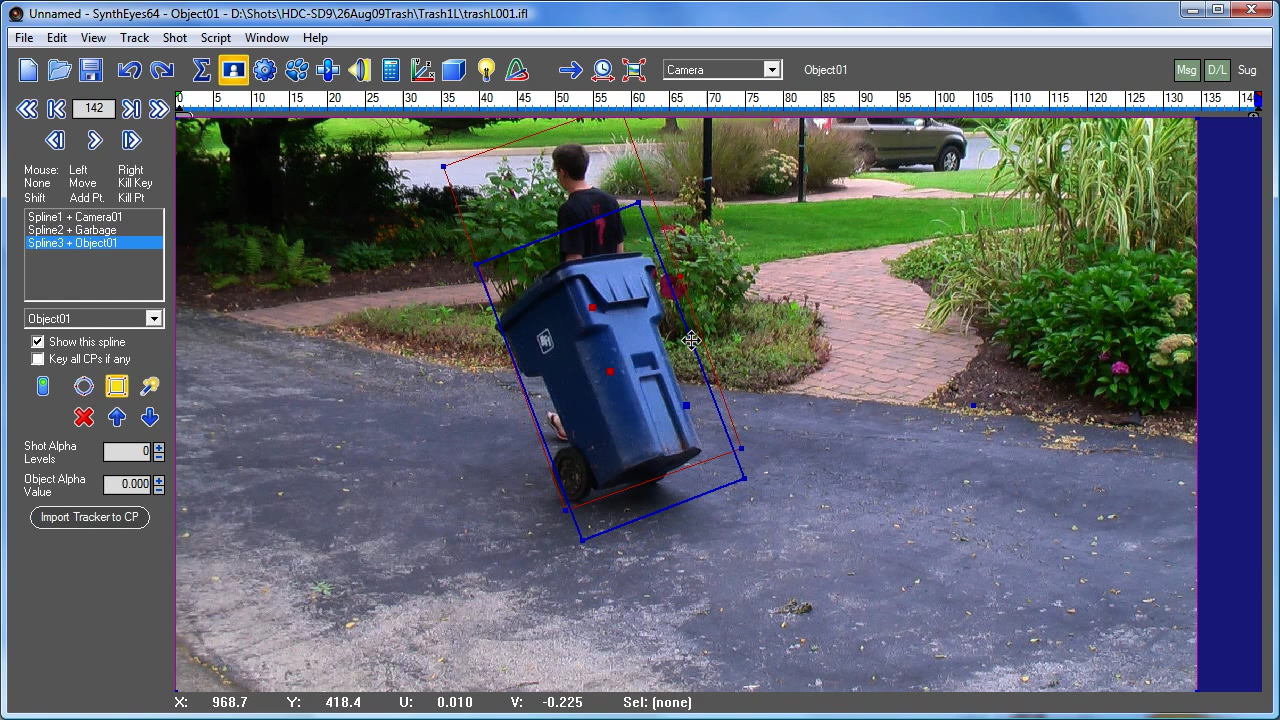 Unnamed - SynthEyes64 - Object01 - D:\Shots\HDC-SD9\26Aug09Trash\Trash1L\trashL001.ifl
File Edit View Track Shot Script Window Help
Camera Object01 Msg D/L Sug
142
0 5 10 15 20 25 30 35 40 45 50 55 60 65 70 75 80 85 90 95 100 105 110 115 120 125 130 135 14
Mouse: Left Right
None Move Kill Key
Shift Add Pt. Kill Pt
Spline1 + Camera01
Spline2 + Garbage
Spline3 + Object01
Object01
Show this spline
Key all CPs if any
Shot Alpha Levels 0
Object Alpha Value 0.000
Import Tracker to CP
X: 968.7 Y: 418.4 U: 0.010 V: -0.225 Sel: (none)